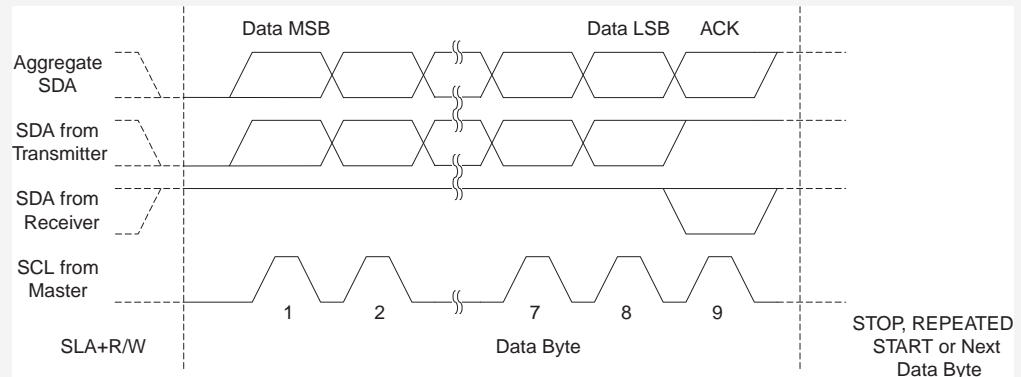 Data MSB
Data LSB
ACK
Aggregate
SDA
SDA from
Transmitter
SDA from
Receiver
SCL from
Master
1
2
7
8
9
SLA+R/W
Data Byte
STOP, REPEATED
START or Next
Data Byte